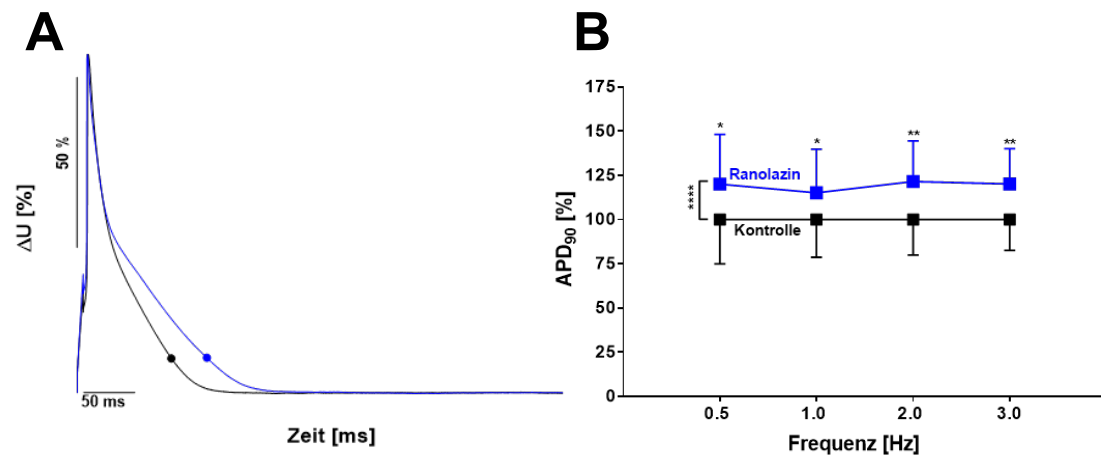 A
50 %
ΔU [%]
50 ms
Zeit [ms]
B
175
150
125
100
75
50
25
0
APD90 [%]
*
*
**
**
Ranolazin
****
Kontrolle
0.5
1.0
2.0
3.0
Frequenz [Hz]